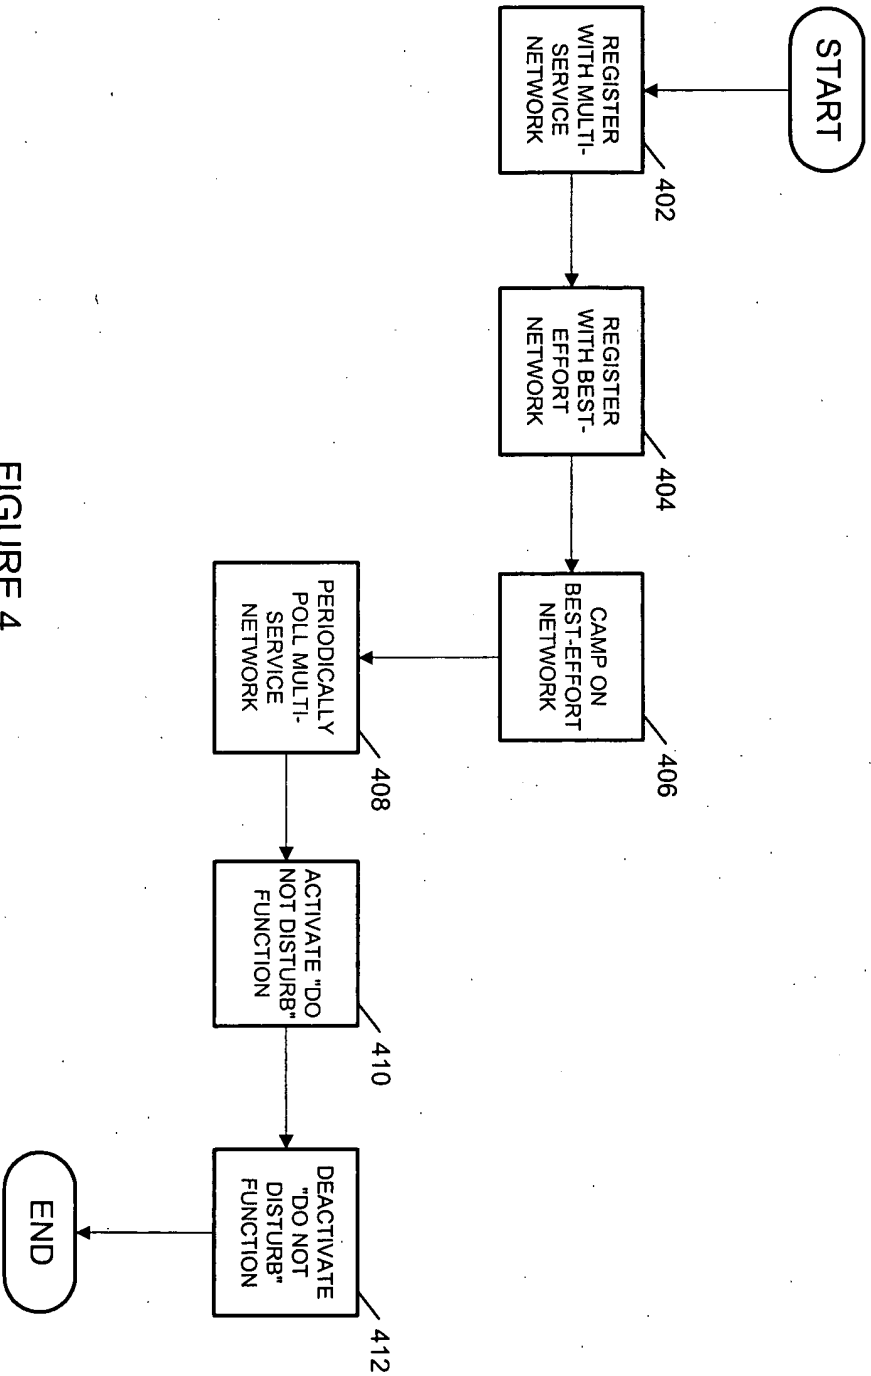 START
REGISTER
WITH MULTI-
SERVICE
NETWORK
402
REGISTER
WITH BEST-
EFFORT
NETWORK
404
CAMP ON
BEST-EFFORT
NETWORK
406
PERIODICALLY
POLL MULTI-
SERVICE
NETWORK
408
ACTIVATE "DO
NOT DISTURB"
FUNCTION
410
DEACTIVATE
"DO NOT
DISTURB"
FUNCTION
412
END
FIGURE 4